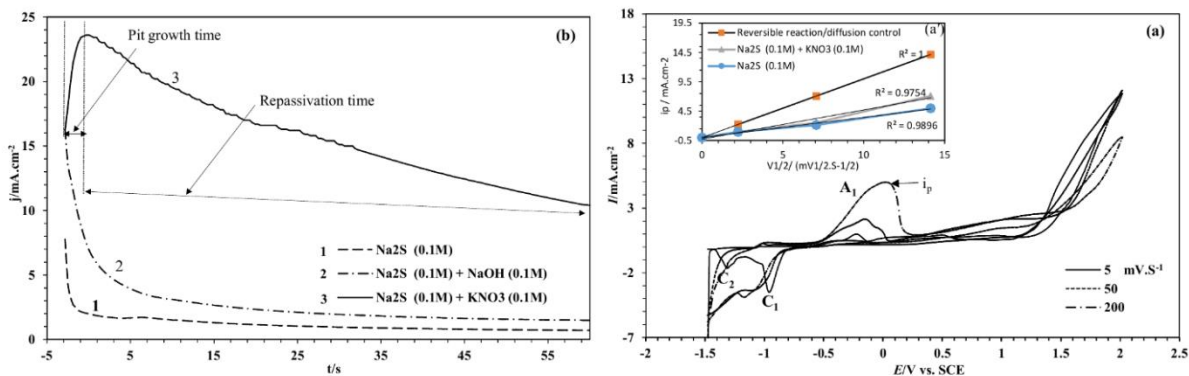 25
20
15
10
5
0
j/mA.cm⁻²
-5
5
15
25
35
45
55
t/s
(b)
Pit growth time
3
Repassivation time
2
1
1 Na2S (0.1M)
2 Na2S (0.1M) + NaOH (0.1M)
3 Na2S (0.1M) + KNO3 (0.1M)
18
13
8
3
-2
-7
I/mA.cm⁻²
-2
-1.5
-1
-0.5
0
0.5
1
1.5
2
2.5
E/V vs. SCE
(a)
19.5
14.5
9.5
4.5
-0.5
ip / mA.cm-2
0
5
10
15
V1/2/ (mV1/2.S-1/2)
(a')
Reversible reaction/diffusion control
Na2S (0.1M) + KNO3 (0.1M)
Na2S (0.1M)
R² = 1
R² = 0.9754
R² = 0.9896
A₁
iₚ
C₂
C₁
5 mV.S⁻¹
50
200